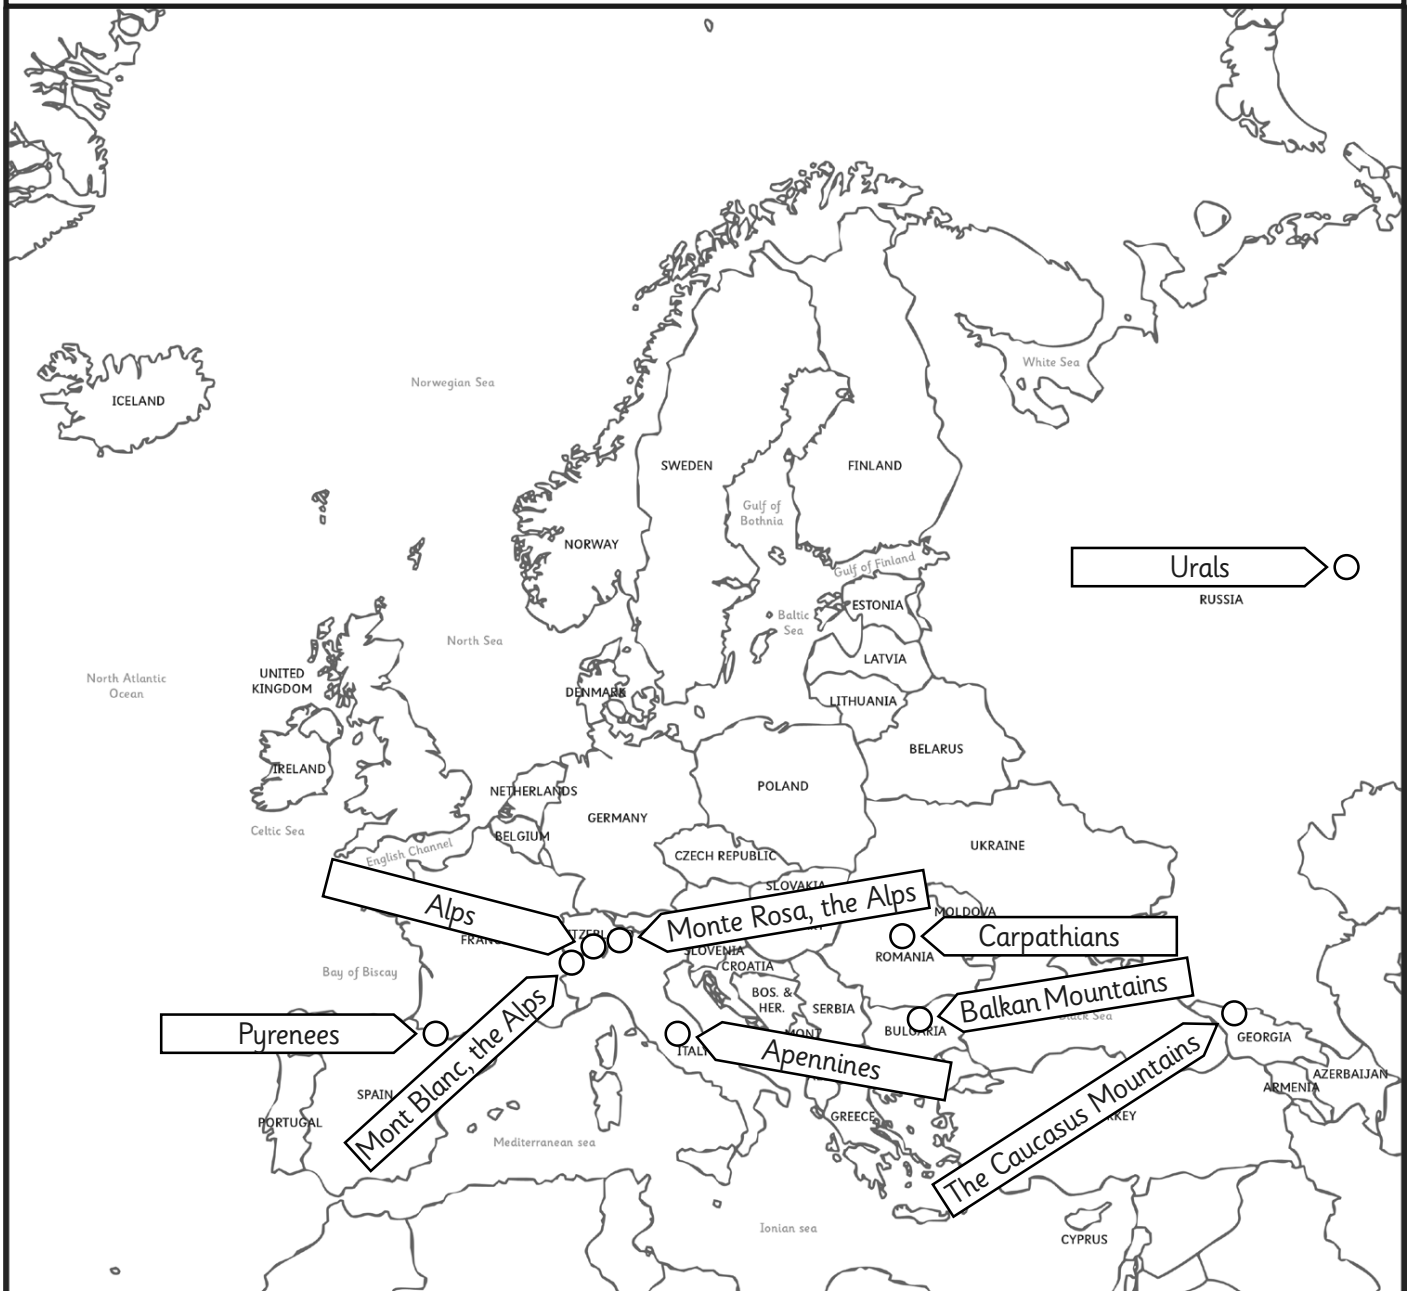 ICELAND
Norwegian Sea
White Sea
SWEDEN
FINLAND
Gulf of
Bothnia
NORWAY
Gulf of Finland
Urals
RUSSIA
ESTONIA
Baltic
Sea
North Sea
LATVIA
North Atlantic
Ocean
UNITED
KINGDOM
DENMARK
LITHUANIA
BELARUS
IRELAND
NETHERLANDS
POLAND
GERMANY
Celtic Sea
BELGIUM
English Channel
UKRAINE
CZECH REPUBLIC
SLOVAKIA
Alps
Monte Rosa, the Alps
MOLDOVA
Carpathians
ROMANIA
SLOVENIA
CROATIA
Bay of Biscay
BOS. &
HER.
SERBIA
Balkan Mountains
Black Sea
BULGARIA
Pyrenees
Mont Blanc, the Alps
ITALY
MONT
Apennines
GEORGIA
AZERBAIJAN
ARMENIA
The Caucasus Mountains
SPAIN
PORTUGAL
GREECE
Mediterranean sea
Ionian sea
CYPRUS